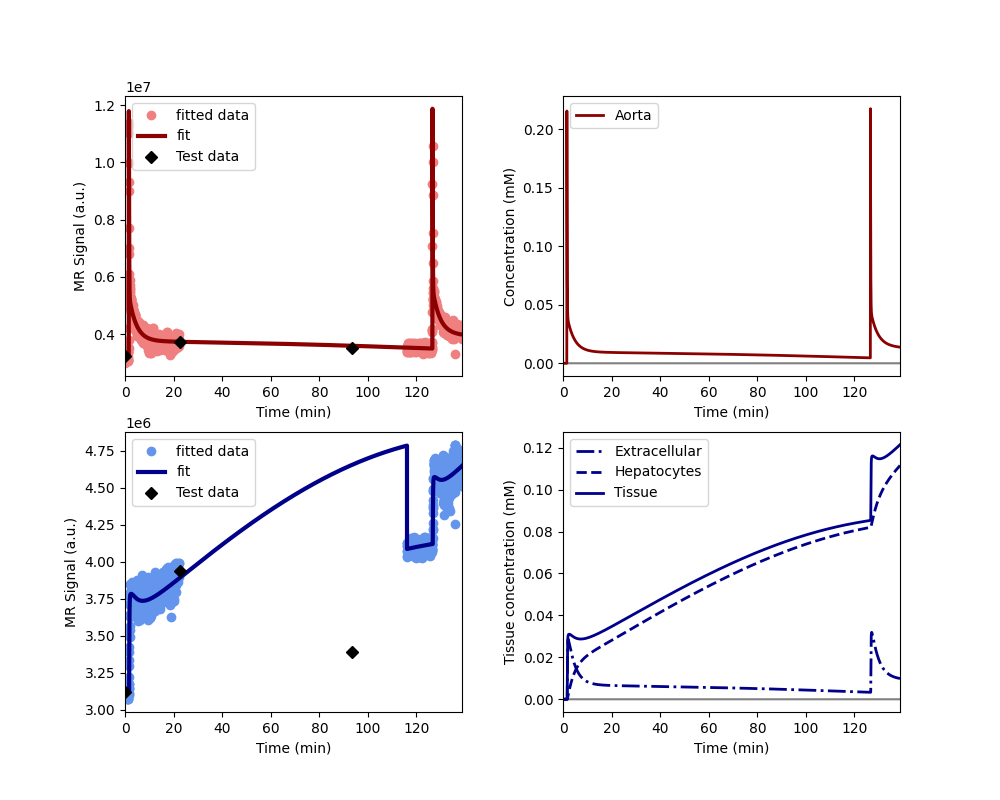 1e7
MR Signal (a.u.)
1.2
1.0
0.8
0.6
0.4
fitted data
fit
Test data
0 20 40 60 80 100 120
Time (min)
Concentration (mM)
0.20
0.15
0.10
0.05
0.00
Aorta
0 20 40 60 80 100 120
Time (min)
1e6
MR Signal (a.u.)
4.75
4.50
4.25
4.00
3.75
3.50
3.25
3.00
fitted data
fit
Test data
0 20 40 60 80 100 120
Time (min)
Tissue concentration (mM)
0.12
0.10
0.08
0.06
0.04
0.02
0.00
Extracellular
Hepatocytes
Tissue
0 20 40 60 80 100 120
Time (min)